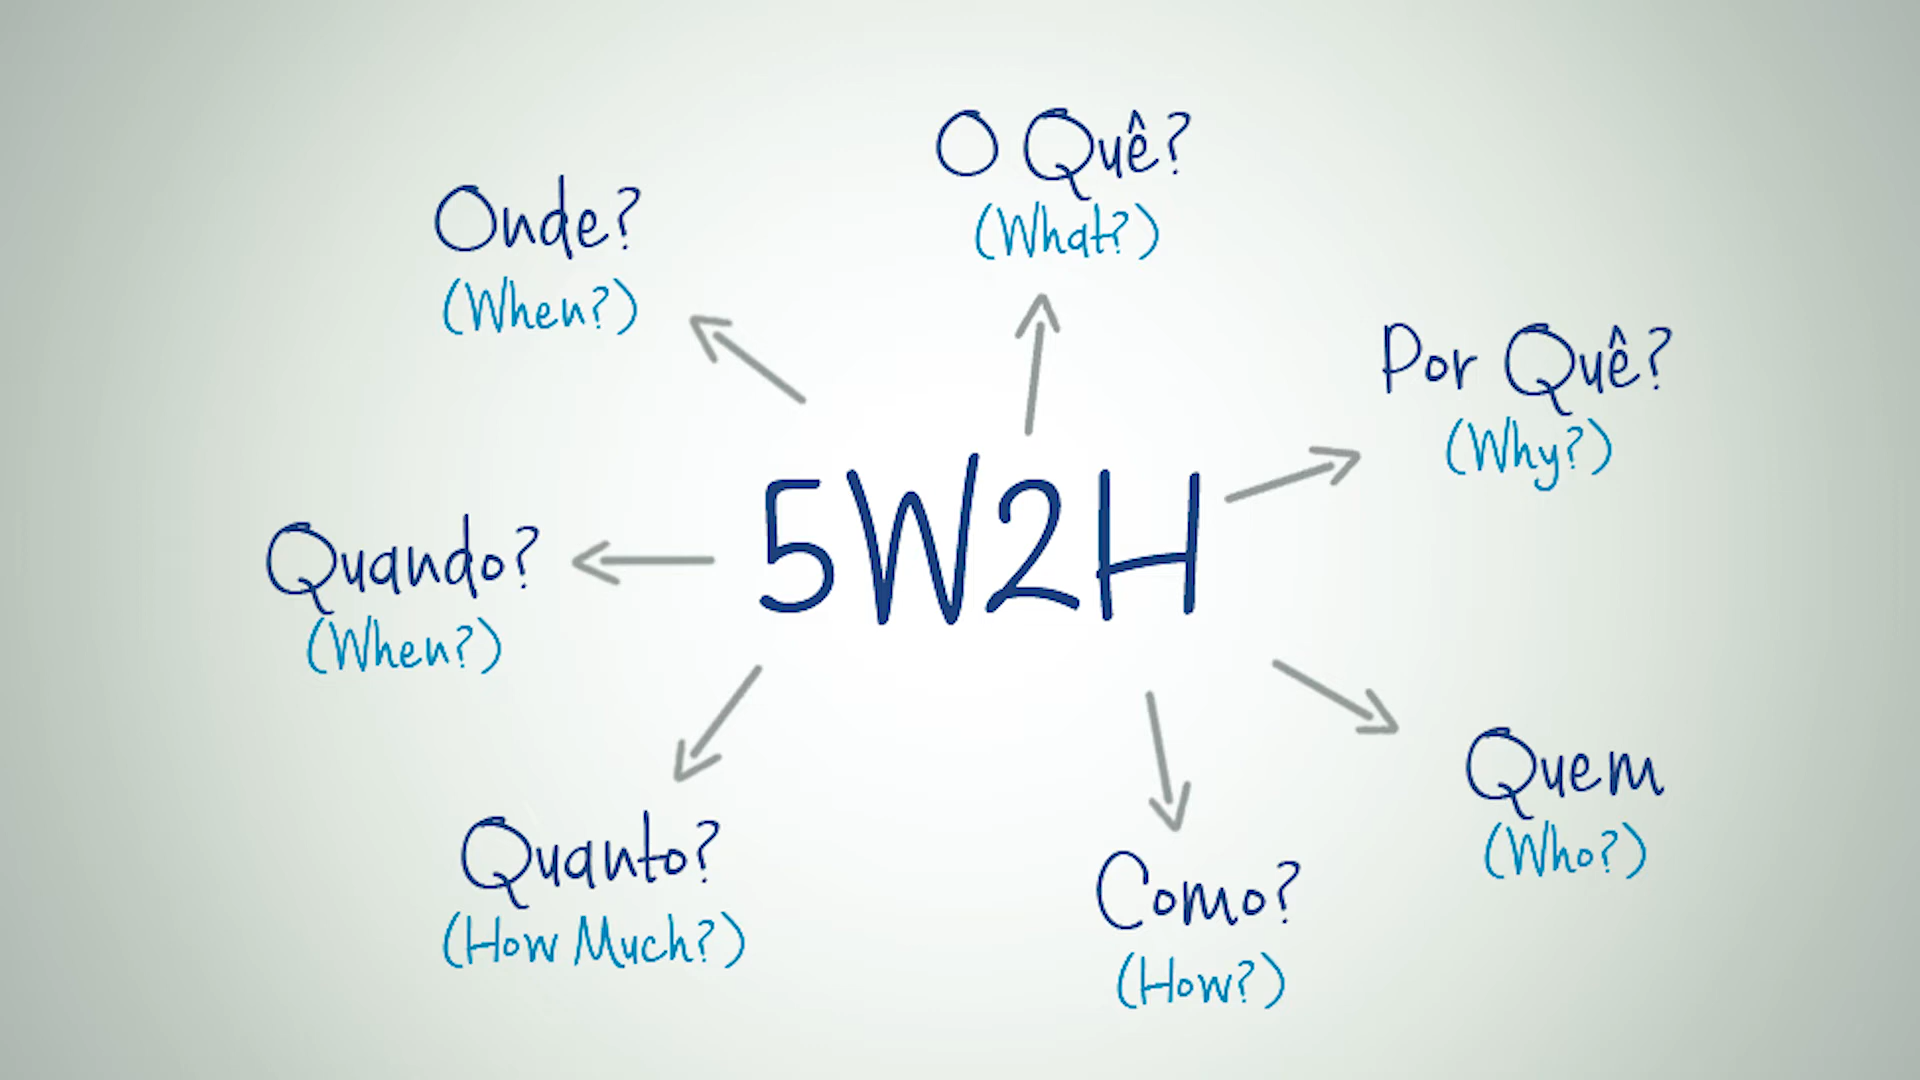 O Quê?
(What?)
Onde?
(When?)
Por Quê?
(Why?)
5W2H
Quando?
(When?)
Quem
(Who?)
Quanto?
(How Much?)
Como?
(How?)